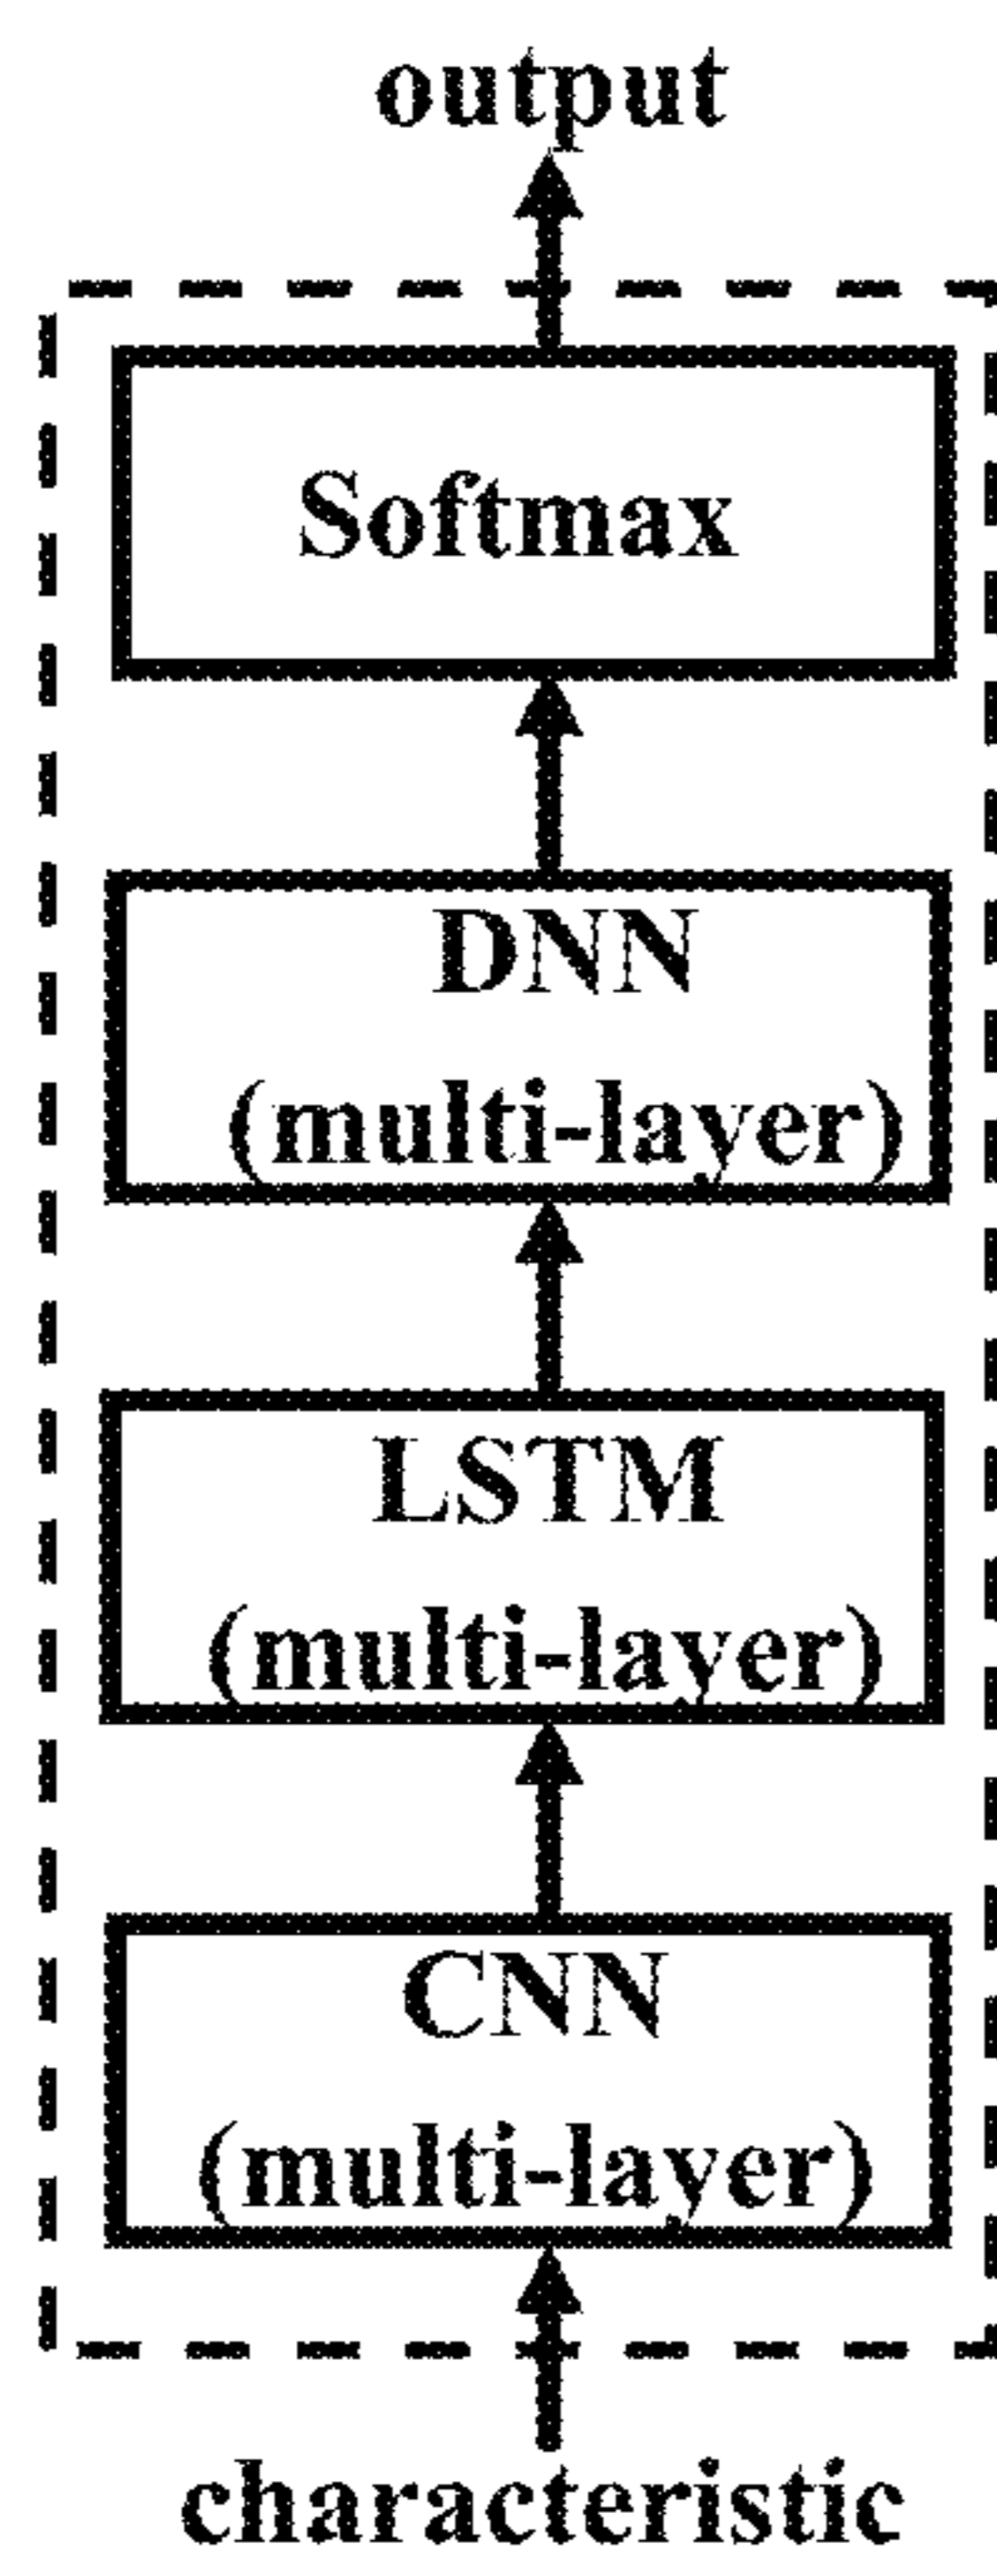 output
Softmax
DNN
(multi-layer)
LSTM
(multi-layer)
CNN
(multi-layer)
characteristic